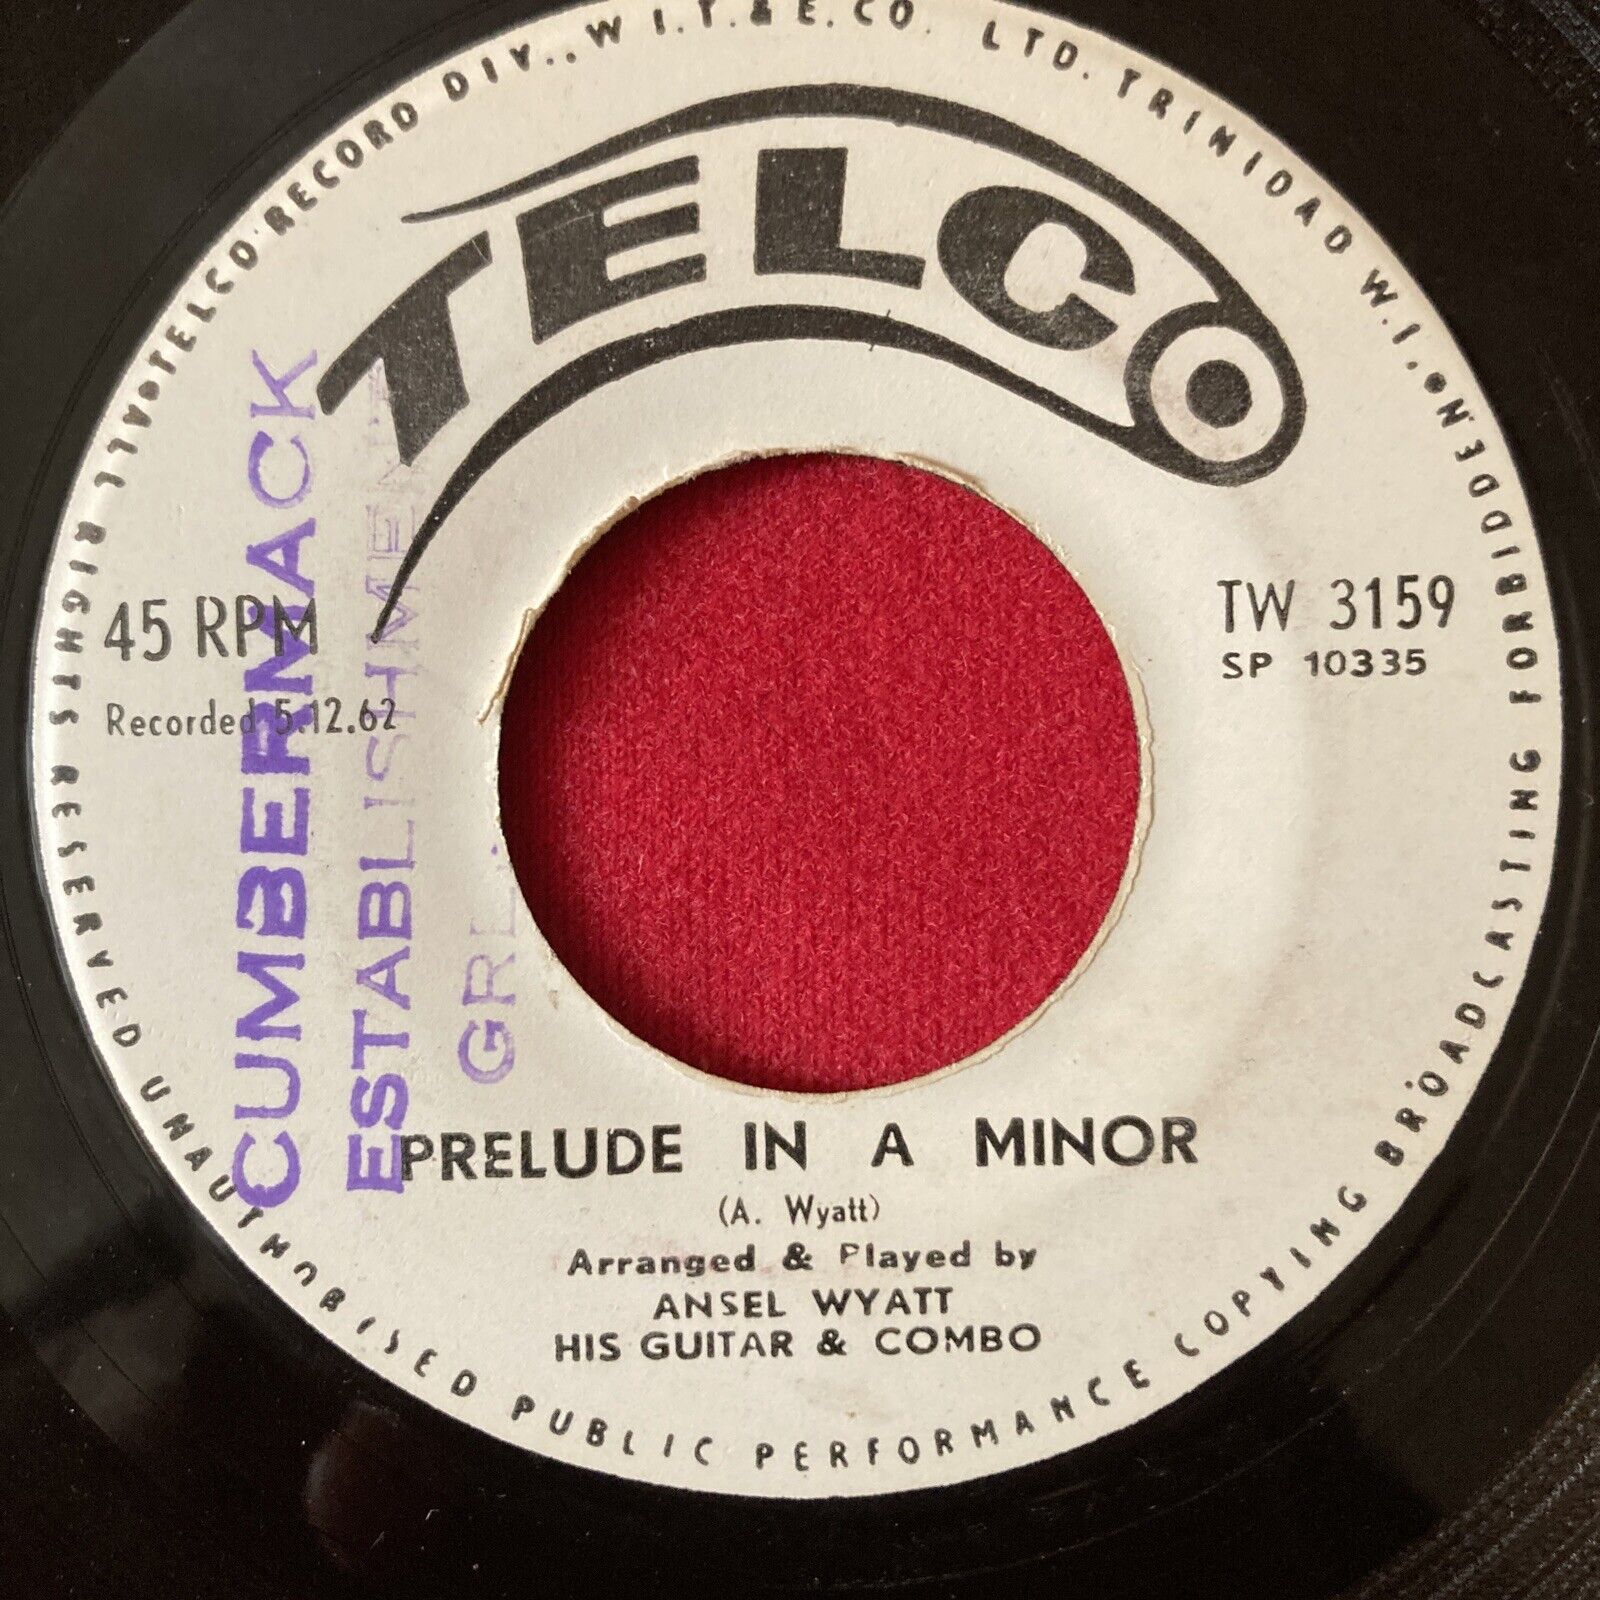 TELCO RECORD DIV., W.I.T.& E.CO. LTD. TRINIDAD W.I.
ALL RIGHTS RESERVED UNAUTHORISED PUBLIC PERFORMANCE COPYING BROADCASTING FORBIDDEN
TELCO
CUMBERMACK
ESTABLISHMENT
45 RPM
Recorded 5.12.62
TW 3159
SP 10335
PRELUDE IN A MINOR
(A. Wyatt)
Arranged & Played by
ANSEL WYATT
HIS GUITAR & COMBO